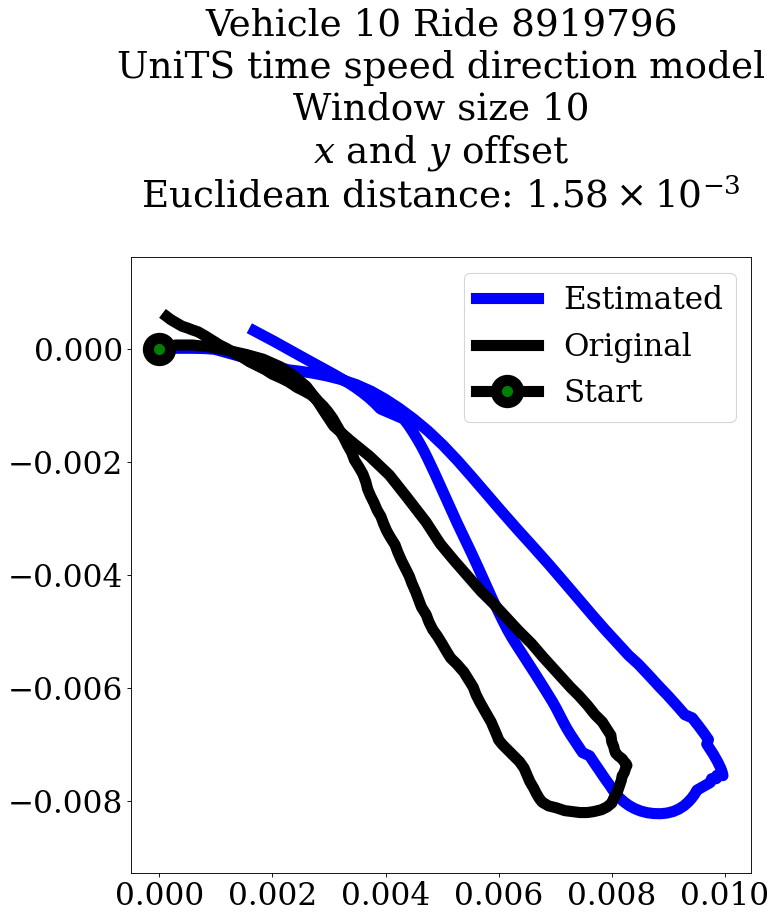 Vehicle 10 Ride 8919796
UniTS time speed direction model
Window size 10
x and y offset
Euclidean distance: 1.58 × 10⁻³
Estimated
Original
Start
0.000
−0.002
−0.004
−0.006
−0.008
0.000 0.002 0.004 0.006 0.008 0.010